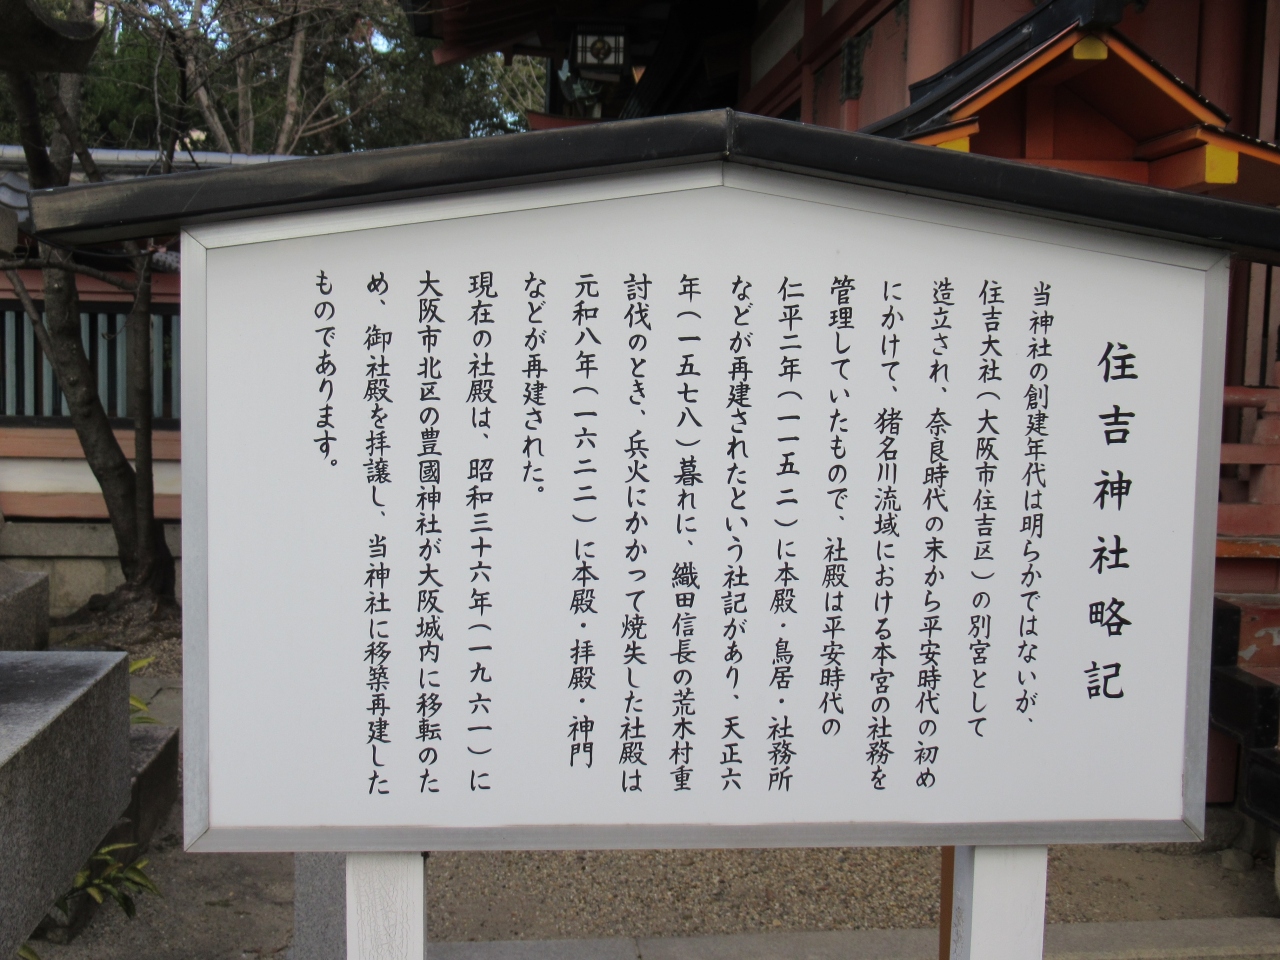 住吉神社略記
当神社の創建年代は明らかではないが、
住吉大社（大阪市住吉区）の別宮として
造立され、奈良時代の末から平安時代の初め
にかけて、猪名川流域における本宮の社務を
管理していたもので、社殿は平安時代の
仁平二年（一一五二）に本殿・鳥居・社務所
などが再建されたという社記があり、天正六
年（一五七八）暮れに、織田信長の荒木村重
討伐のとき、兵火にかかって焼失した社殿は
元和八年（一六二二）に本殿・拝殿・神門
などが再建された。
現在の社殿は、昭和三十六年（一九六一）に
大阪市北区の豊國神社が大阪城内に移転のた
め、御社殿を拝譲し、当神社に移築再建した
ものであります。